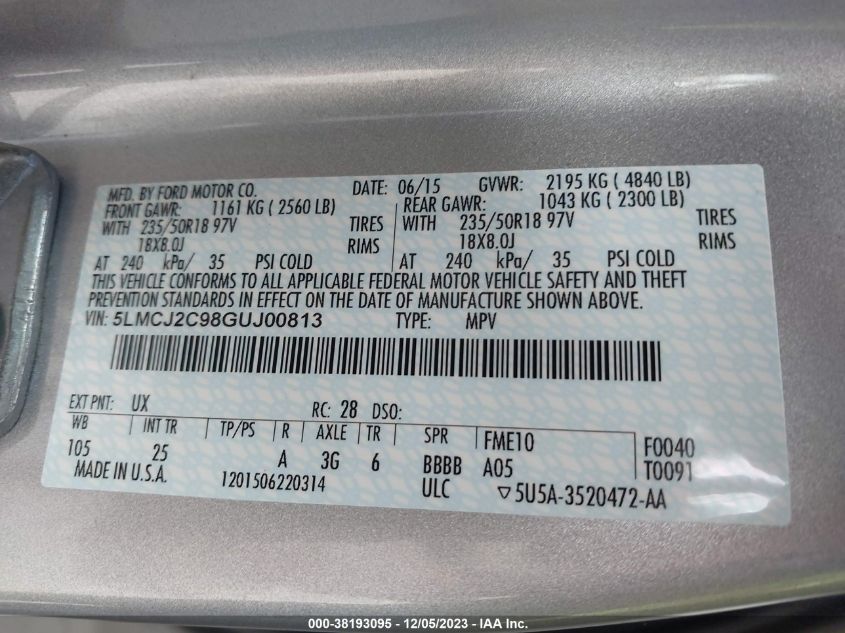 MFD. BY FORD MOTOR CO. DATE: 06/15 GVWR: 2195 KG ( 4840 LB)
FRONT GAWR: 1161 KG ( 2560 LB) REAR GAWR: 1043 KG ( 2300 LB)
WITH 235/50R18 97V TIRES WITH 235/50R18 97V TIRES
18X8.0J RIMS 18X8.0J RIMS
AT 240 kPa/ 35 PSI COLD AT 240 kPa/ 35 PSI COLD
THIS VEHICLE CONFORMS TO ALL APPLICABLE FEDERAL MOTOR VEHICLE SAFETY AND THEFT
PREVENTION STANDARDS IN EFFECT ON THE DATE OF MANUFACTURE SHOWN ABOVE.
VIN: 5LMCJ2C98GUJ00813 TYPE: MPV
EXT PNT: UX RC: 28 DSO:
WB INT TR TP/PS R AXLE TR SPR FME10 F0040
105 25 A 3G 6 BBBB A05 T0091
MADE IN U.S.A. 1201506220314 ULC ▽5U5A-3520472-AA
000-38193095 - 12/05/2023 - IAA Inc.